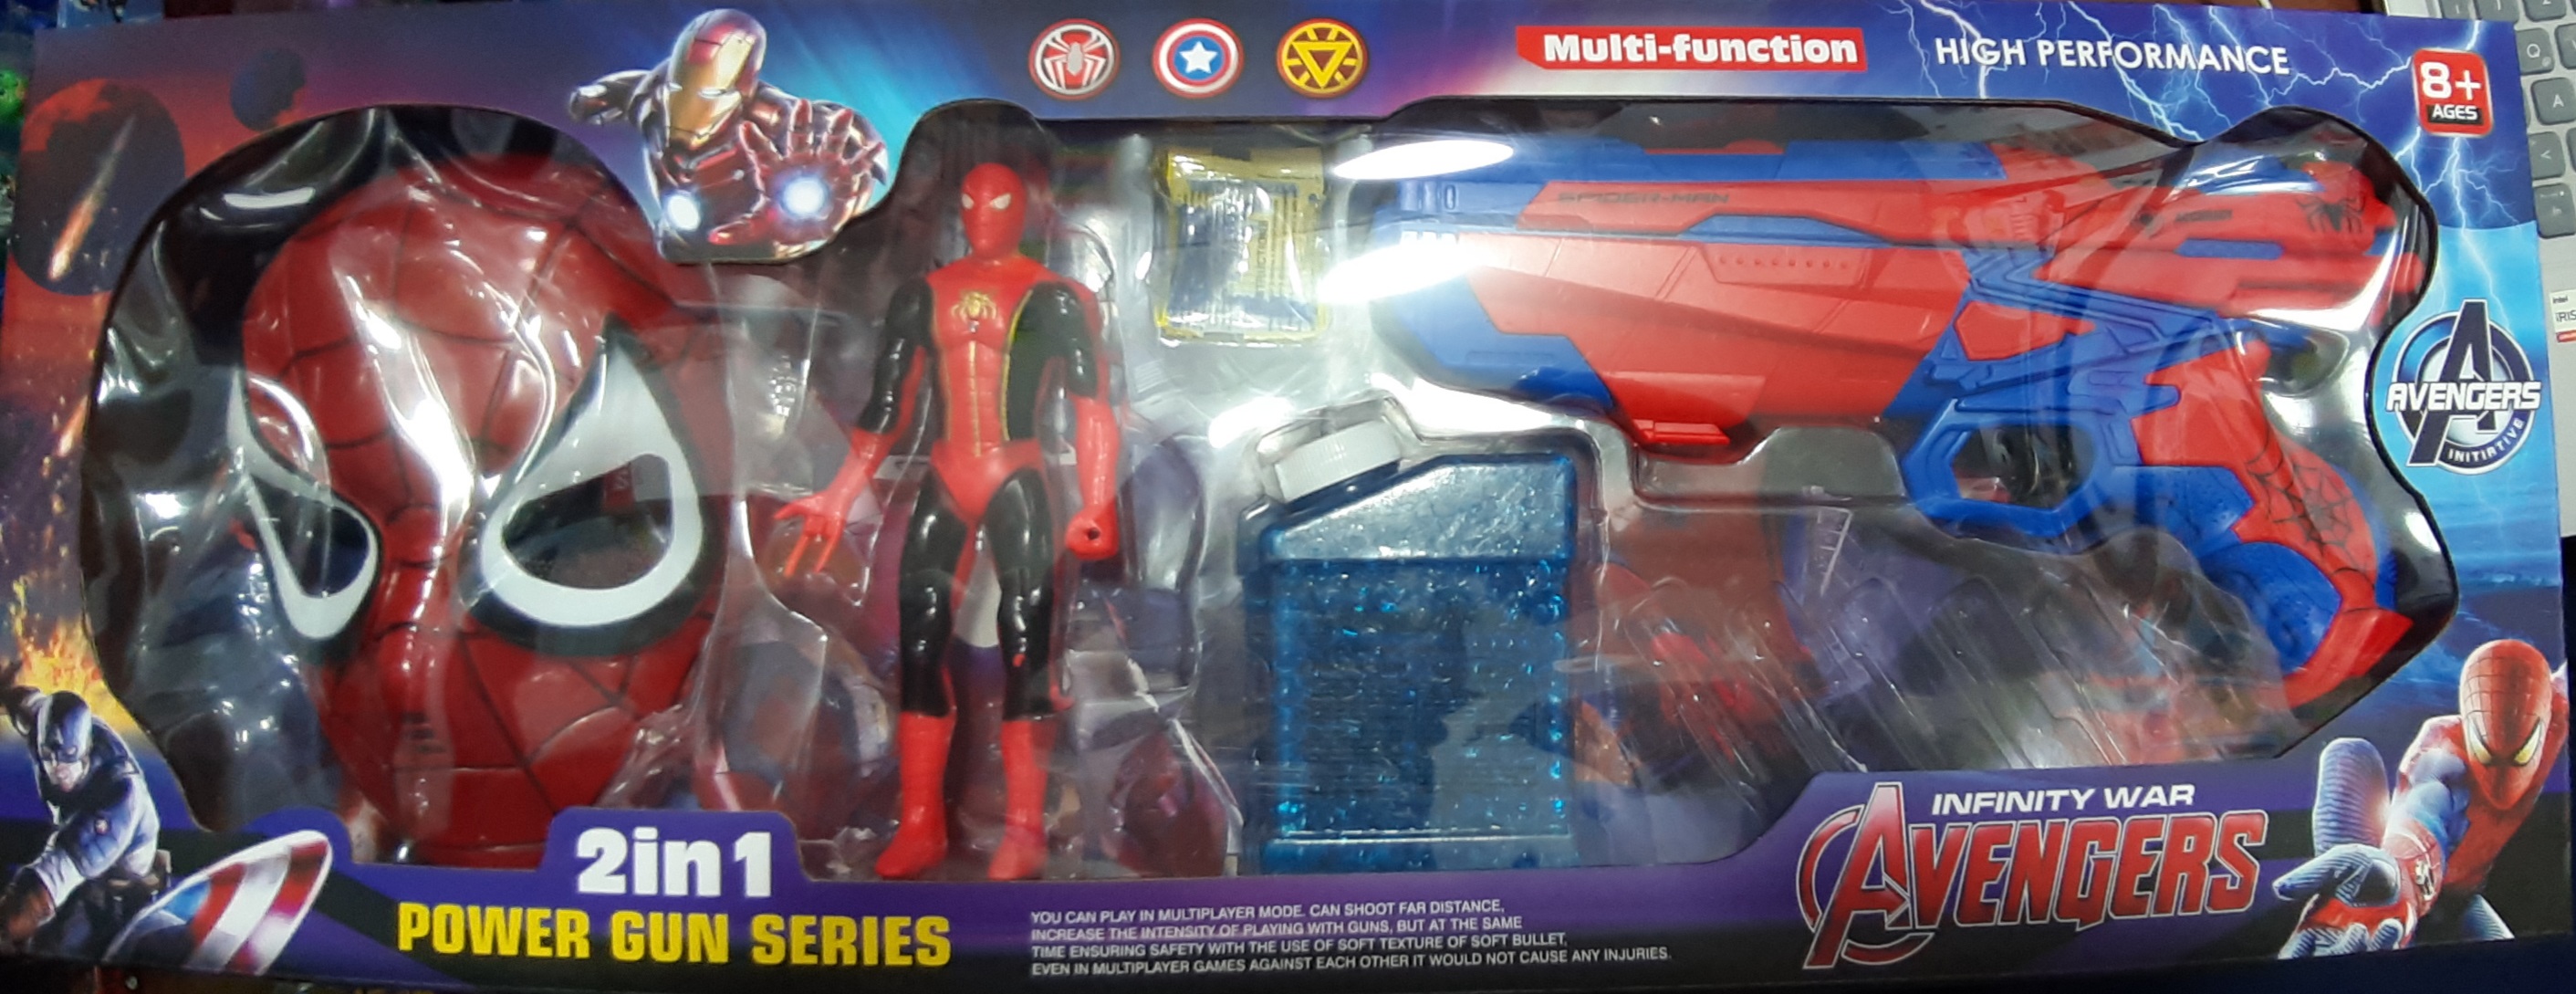 Multi-function
HIGH PERFORMANCE
8+
AGES
SPIDER-MAN
AVENGERS
A
INITIATIVE
2in1
POWER GUN SERIES
YOU CAN PLAY IN MULTIPLAYER MODE. CAN SHOOT FAR DISTANCE,
INCREASE THE INTENSITY OF PLAYING WITH GUNS, BUT AT THE SAME
TIME ENSURING SAFETY WITH THE USE OF SOFT TEXTURE OF SOFT BULLET,
EVEN IN MULTIPLAYER GAMES AGAINST EACH OTHER IT WOULD NOT CAUSE ANY INJURIES.
INFINITY WAR
AVENGERS
Q
A
intel